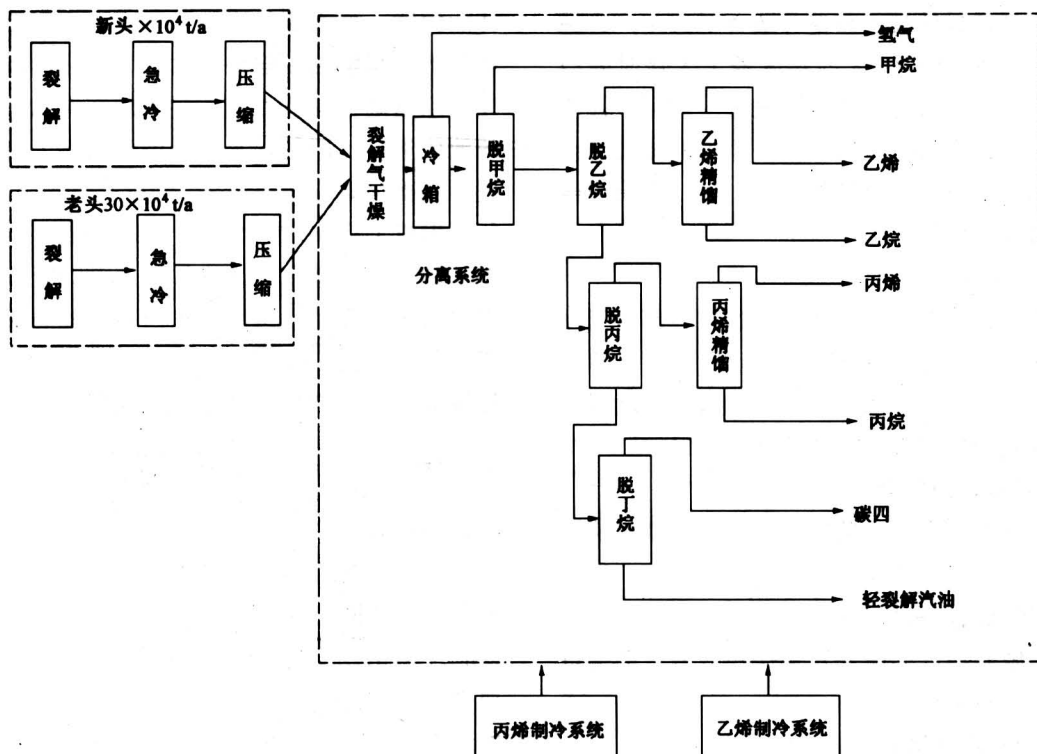 新头×10⁴t/a
裂解
急冷
压缩
老头30×10⁴t/a
裂解
急冷
压缩
裂解气干燥
冷箱
脱甲烷
脱乙烷
乙烯精馏
氢气
甲烷
乙烯
乙烷
分离系统
脱丙烷
丙烯精馏
丙烯
丙烷
脱丁烷
碳四
轻裂解汽油
丙烯制冷系统
乙烯制冷系统